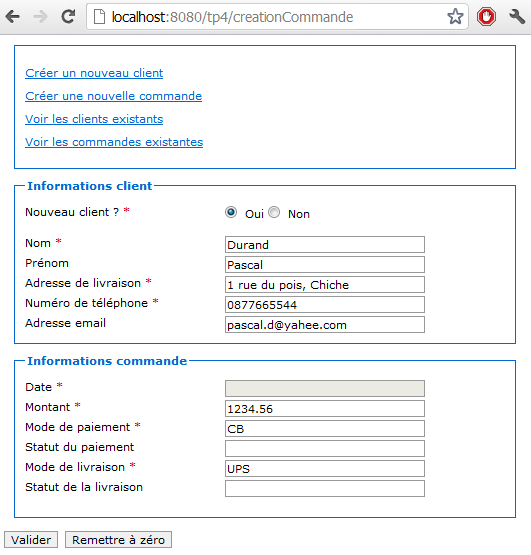 localhost:8080/tp4/creationCommande
Créer un nouveau client
Créer une nouvelle commande
Voir les clients existants
Voir les commandes existantes
Informations client
Nouveau client ? * Oui Non
Nom * Durand
Prénom Pascal
Adresse de livraison * 1 rue du pois, Chiche
Numéro de téléphone * 0877665544
Adresse email pascal.d@yahee.com
Informations commande
Date *
Montant * 1234.56
Mode de paiement * CB
Statut du paiement
Mode de livraison * UPS
Statut de la livraison
Valider Remettre à zéro